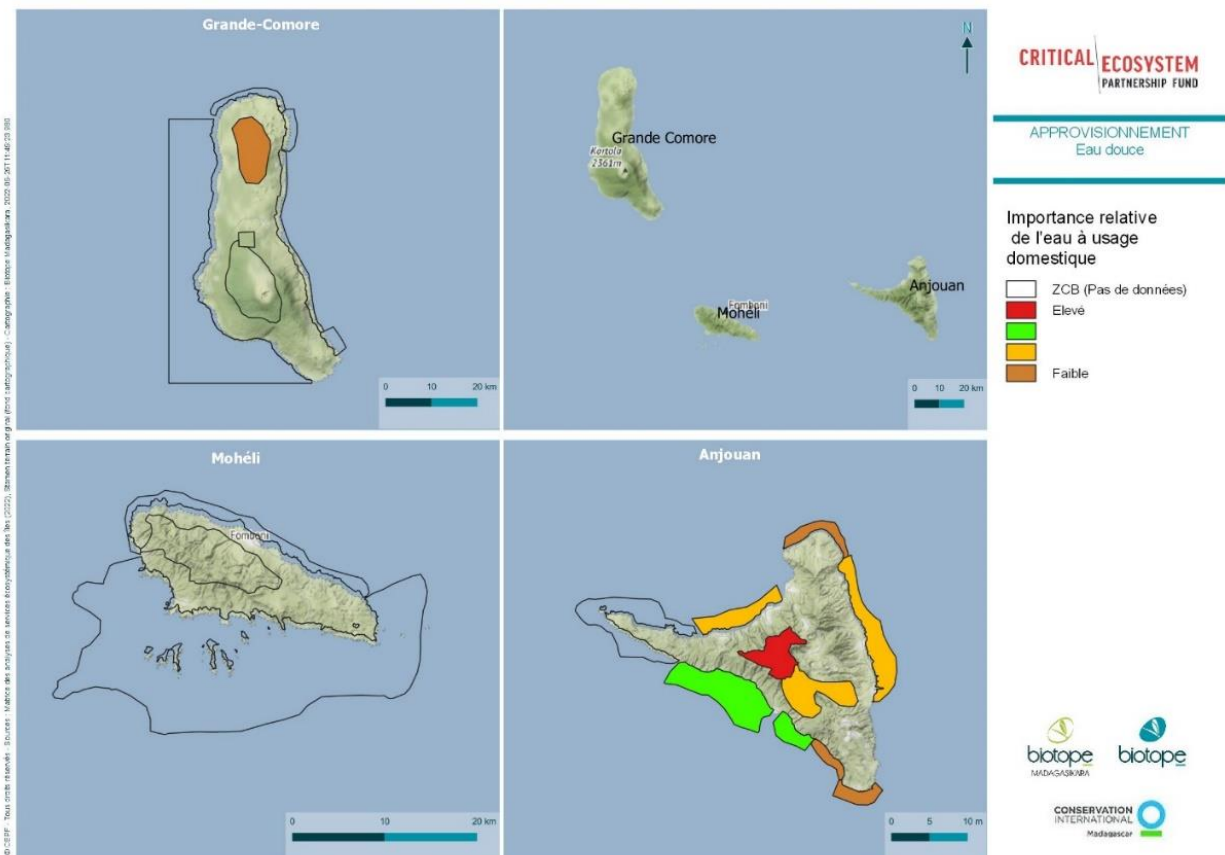 Grande-Comore
0 10 20 km
N
Grande Comore
Kartala
2361m
Anjouan
Fomboni
Mohéli
0 10 20 km
Mohéli
Fomboni
0 10 20 km
Anjouan
0 5 10 m
CRITICAL ECOSYSTEM
PARTNERSHIP FUND
APPROVISIONNEMENT
Eau douce
Importance relative
de l'eau à usage
domestique
ZCB (Pas de données)
Elevé
Faible
biotope
MADAGASIKARA
biotope
CONSERVATION
INTERNATIONAL
Madagascar